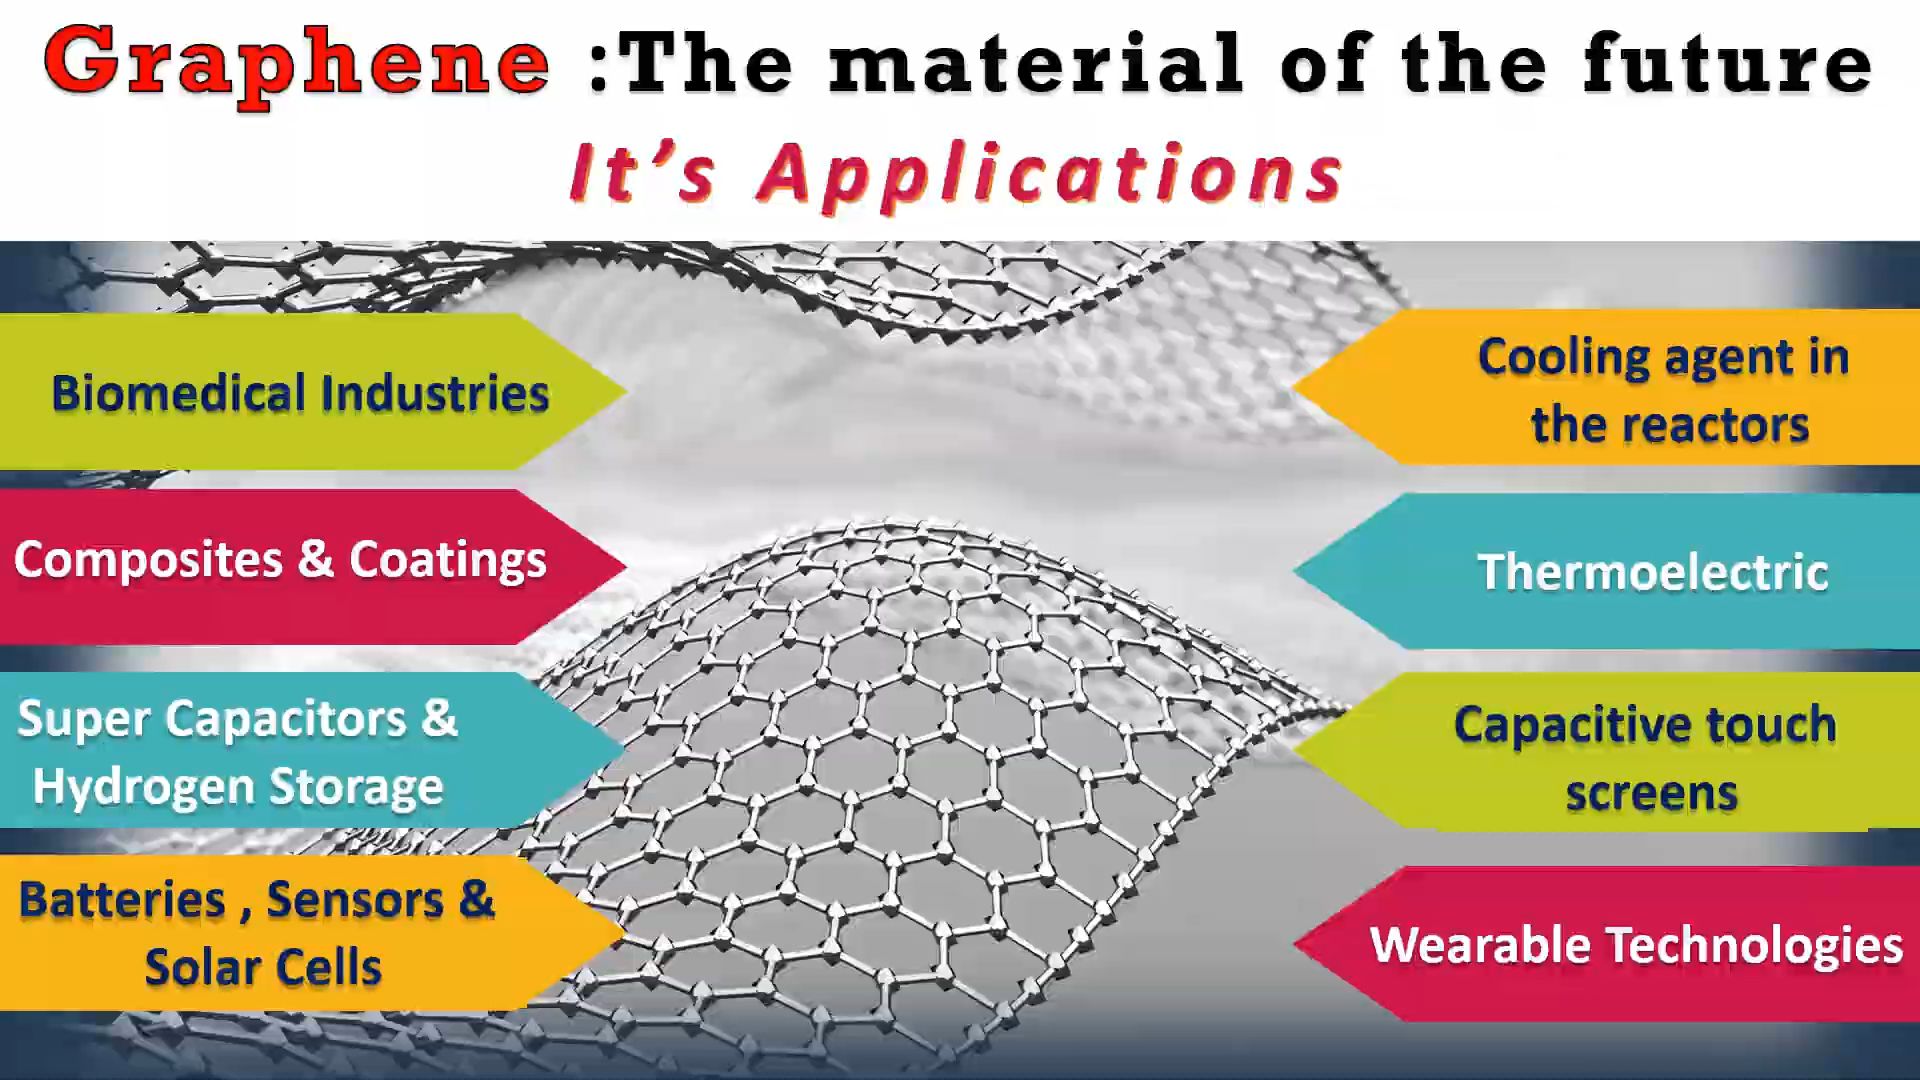 Graphene :The material of the future
It's Applications
Biomedical Industries
Composites & Coatings
Super Capacitors &
Hydrogen Storage
Batteries , Sensors &
Solar Cells
Cooling agent in
the reactors
Thermoelectric
Capacitive touch
screens
Wearable Technologies